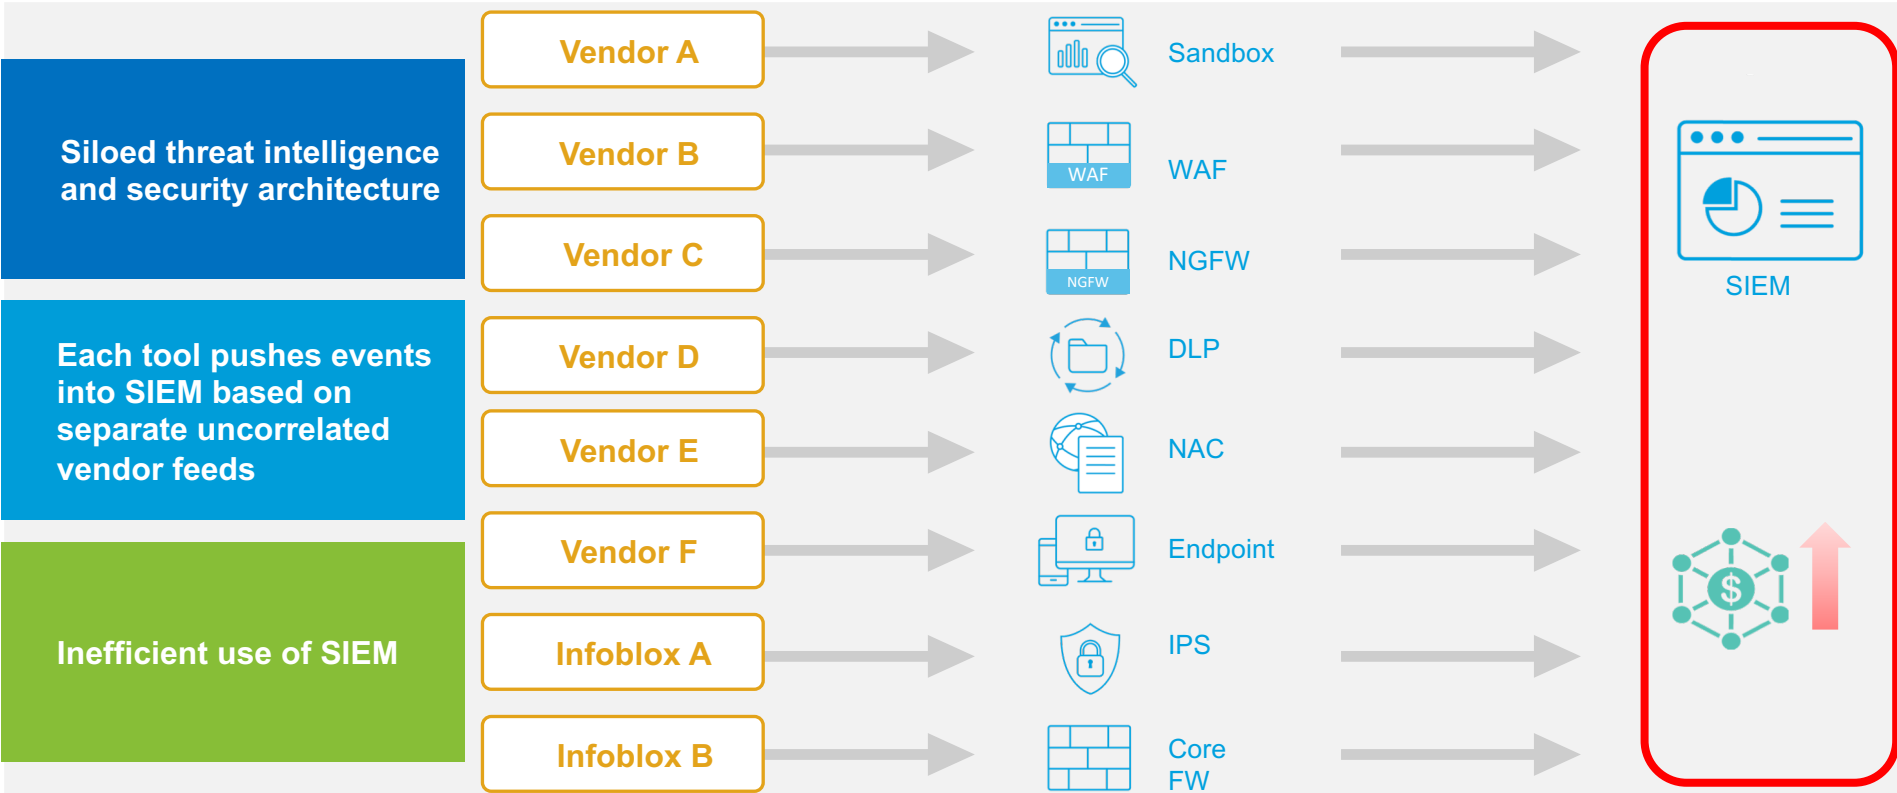 Siloed threat intelligence
and security architecture
Each tool pushes events
into SIEM based on
separate uncorrelated
vendor feeds
Inefficient use of SIEM
Vendor A
Sandbox
Vendor B
WAF
WAF
Vendor C
NGFW
NGFW
Vendor D
DLP
Vendor E
NAC
Vendor F
Endpoint
Infoblox A
IPS
Infoblox B
Core
FW
SIEM
$